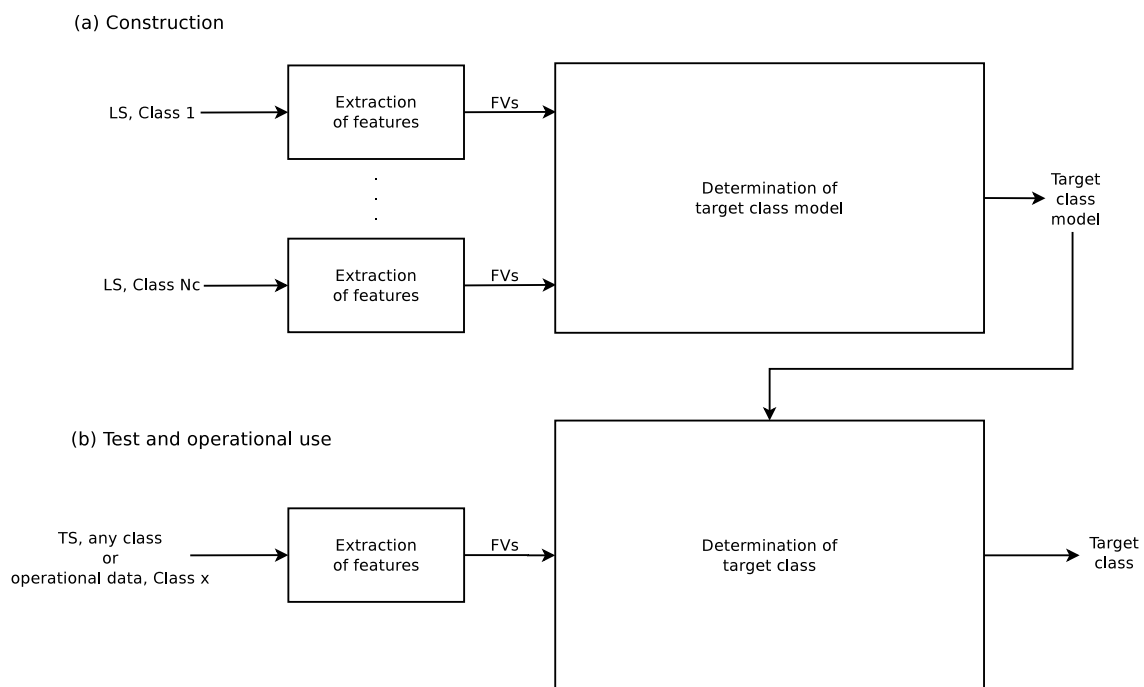 (a) Construction
LS, Class 1
Extraction
of features
FVs
Determination of
target class model
Target
class
model
.
.
.
LS, Class Nc
Extraction
of features
FVs
(b) Test and operational use
TS, any class
or
operational data, Class x
Extraction
of features
FVs
Determination of
target class
Target
class